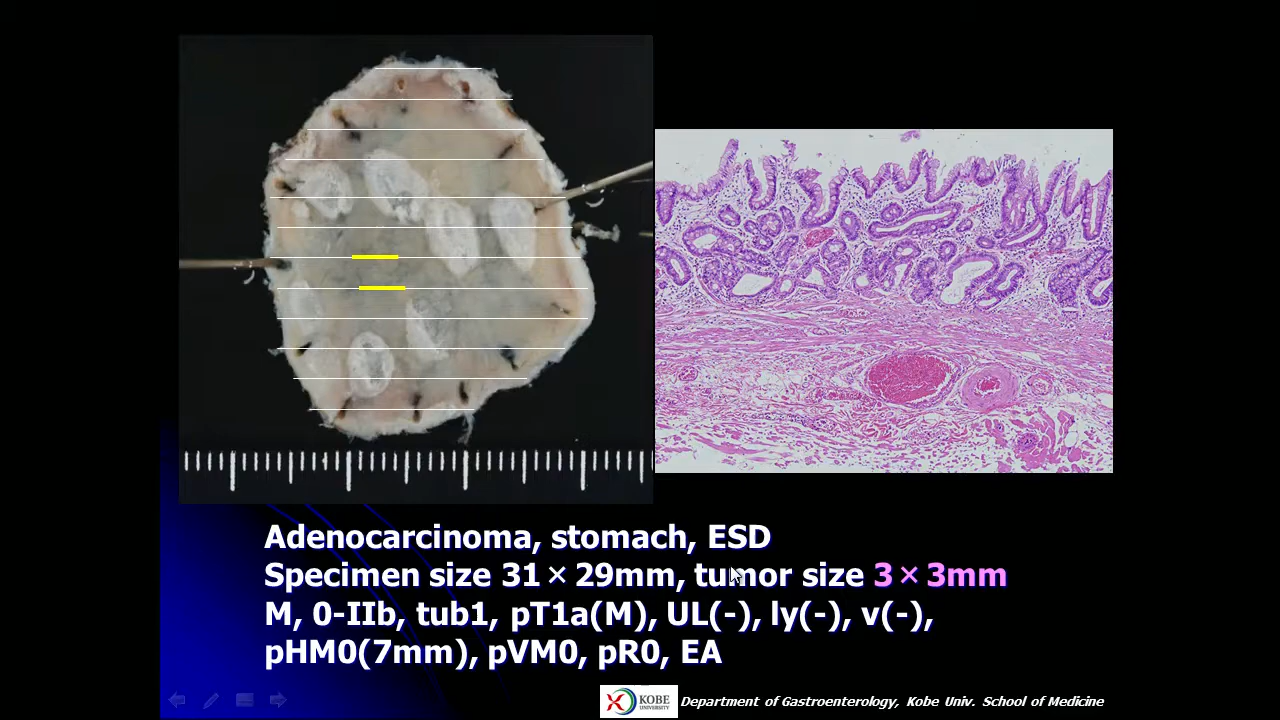 Adenocarcinoma, stomach, ESD
Specimen size 31×29mm, tumor size 3×3mm
M, 0-IIb, tub1, pT1a(M), UL(-), ly(-), v(-),
pHM0(7mm), pVM0, pR0, EA
KOBE
UNIVERSITY
Department of Gastroenterology, Kobe Univ. School of Medicine